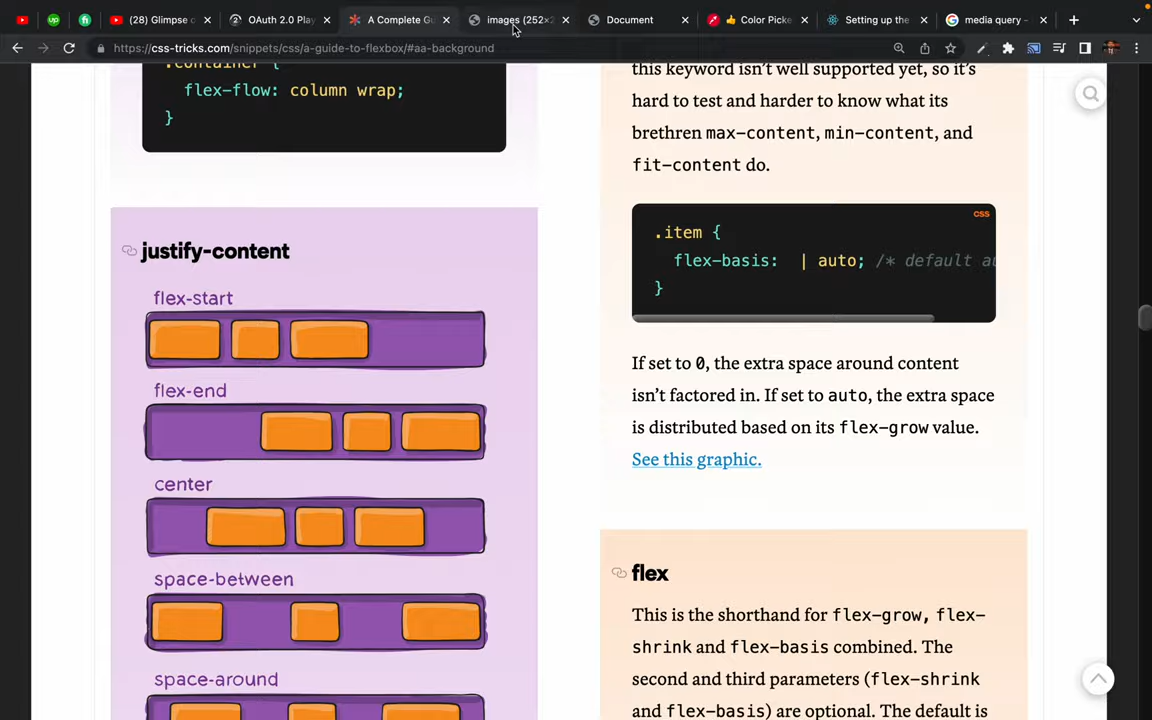 (28) Glimpse o
OAuth 2.0 Play
A Complete Gu
images (252×2
Document
👍 Color Picke
Setting up the
media query -
https://css-tricks.com/snippets/css/a-guide-to-flexbox/#aa-background
.container {
flex-flow: column wrap;
}
justify-content
flex-start
flex-end
center
space-between
space-around
this keyword isn't well supported yet, so it's
hard to test and harder to know what its
brethren max-content, min-content, and
fit-content do.
css
.item {
flex-basis:  | auto; /* default au
}
If set to 0, the extra space around content
isn't factored in. If set to auto, the extra space
is distributed based on its flex-grow value.
See this graphic.
flex
This is the shorthand for flex-grow, flex-
shrink and flex-basis combined. The
second and third parameters (flex-shrink
and flex-basis) are optional. The default is